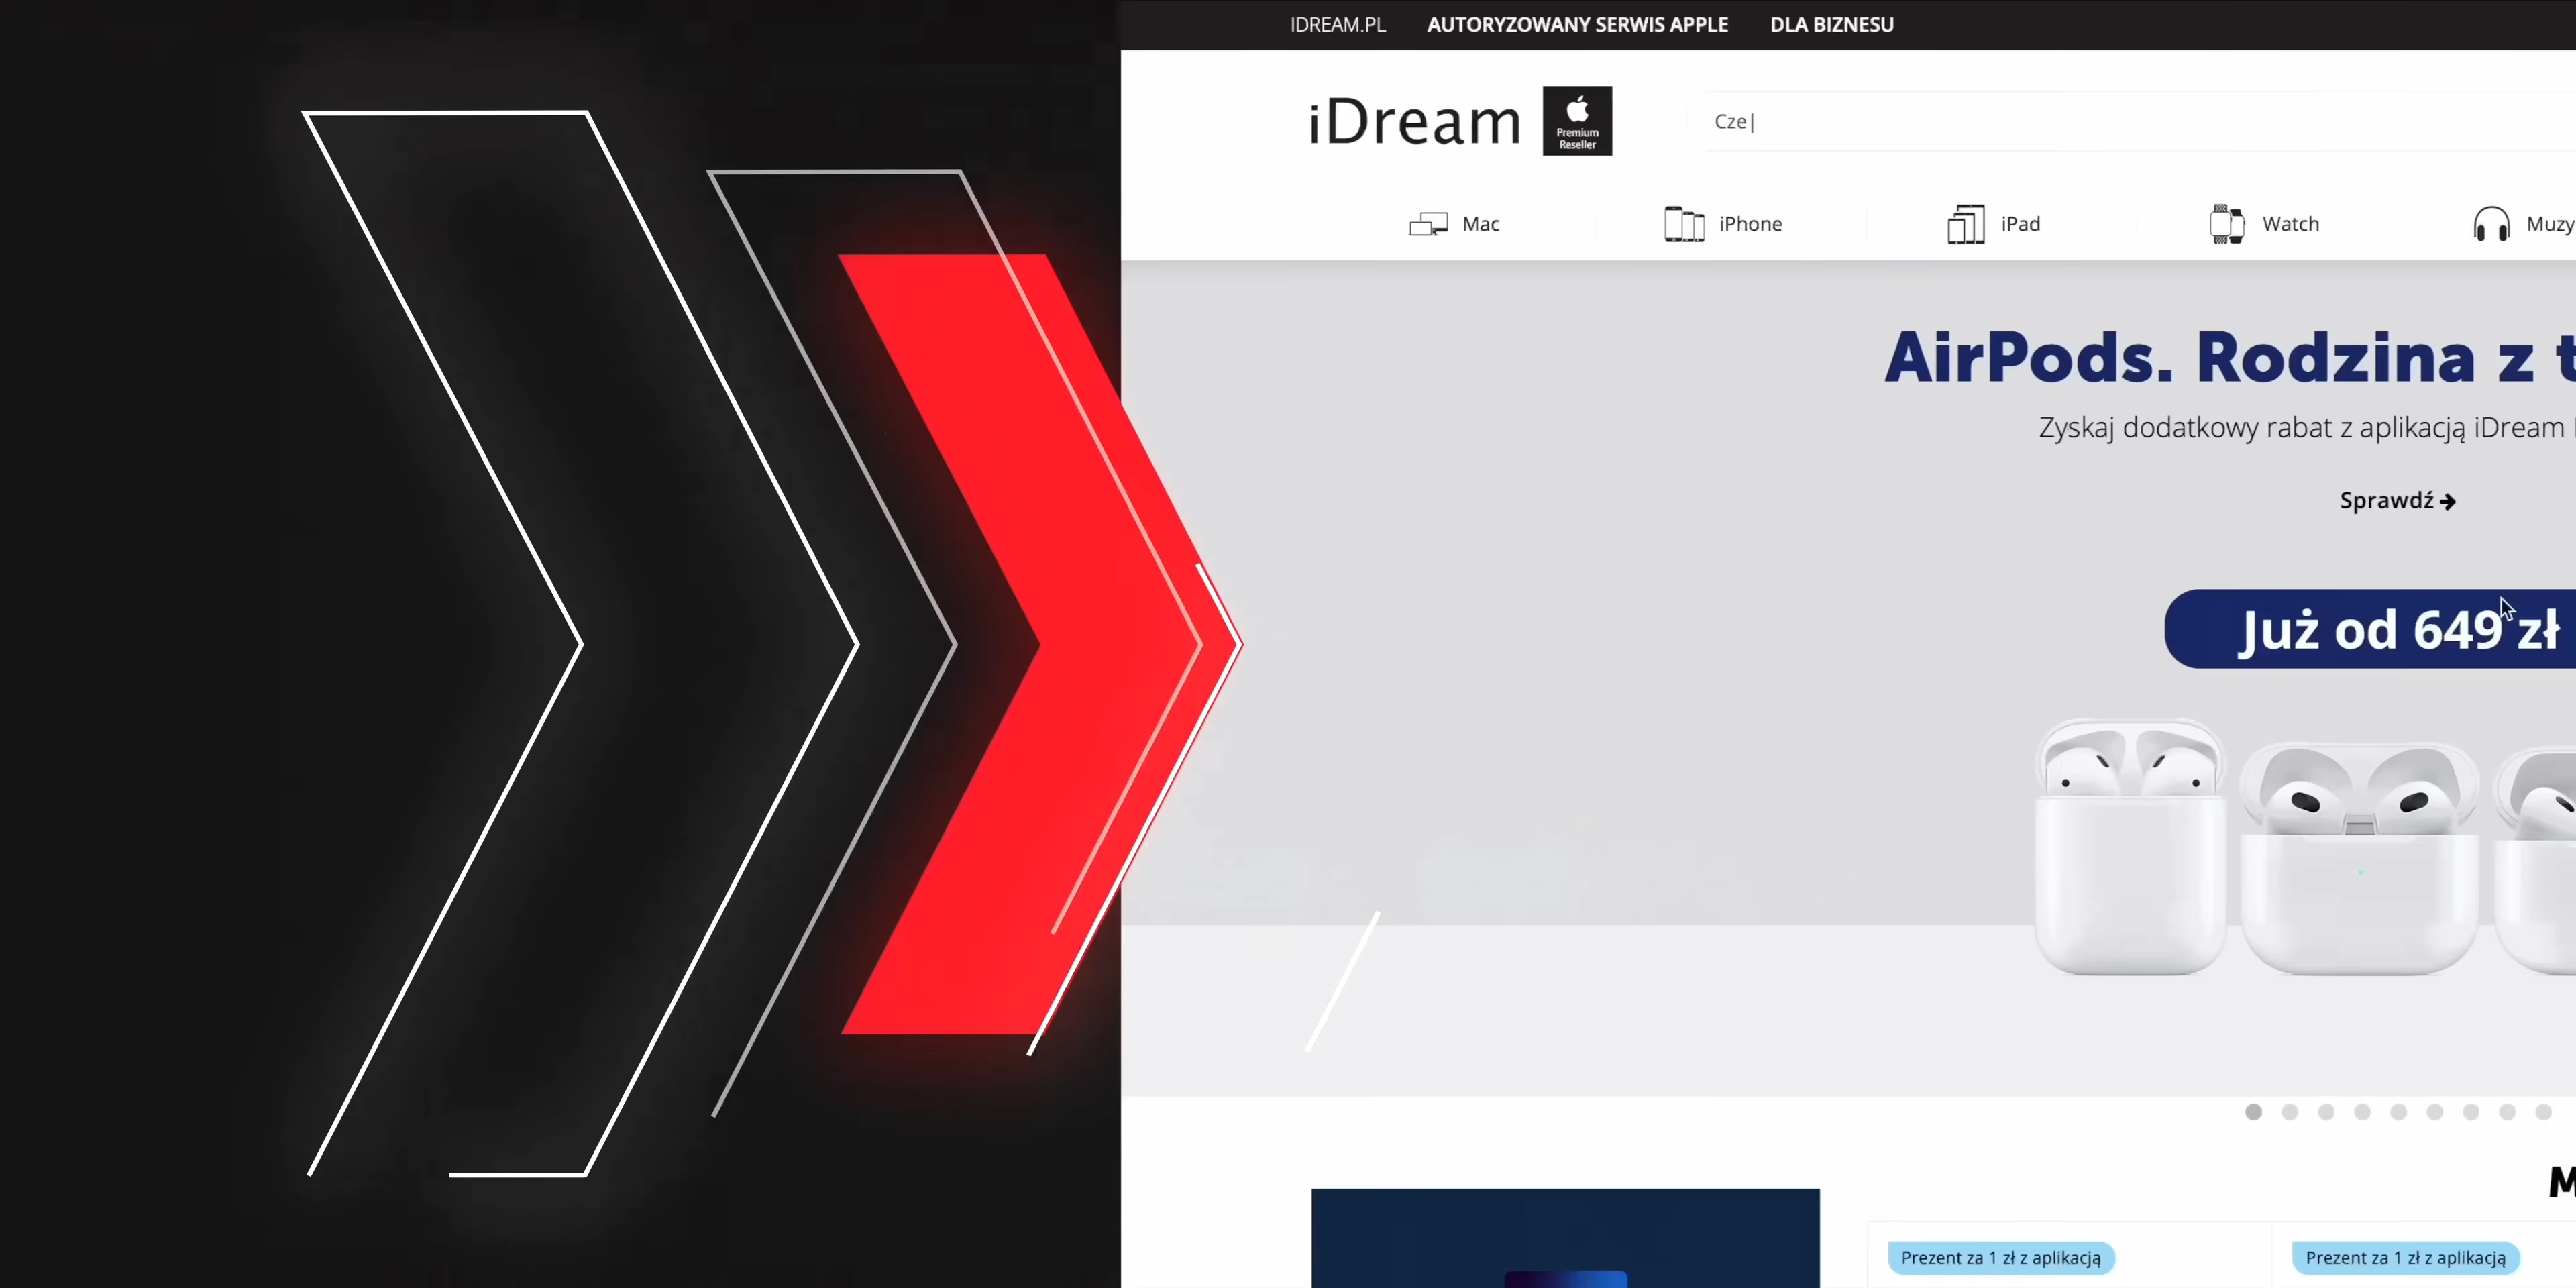 IDREAM.PL AUTORYZOWANY SERWIS APPLE DLA BIZNESU
iDream
Premium
Reseller
Cze
Mac iPhone iPad Watch Muzy
AirPods. Rodzina z t
Zyskaj dodatkowy rabat z aplikacją iDream
Sprawdź
Już od 649 zł
M
Prezent za 1 zł z aplikacją Prezent za 1 zł z aplikacją